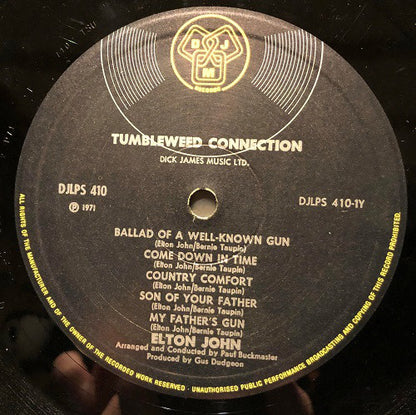 DJM
RECORDS
TUMBLEWEED CONNECTION
DICK JAMES MUSIC LTD.
DJLPS 410
DJLPS 410-1Y
℗ 1971
BALLAD OF A WELL-KNOWN GUN
(Elton John/Bernie Taupin)
COME DOWN IN TIME
(Elton John/Bernie Taupin)
COUNTRY COMFORT
(Elton John/Bernie Taupin)
SON OF YOUR FATHER
(Elton John/Bernie Taupin)
MY FATHER'S GUN
(Elton John/Bernie Taupin)
ELTON JOHN
Arranged and Conducted by Paul Buckmaster
Produced by Gus Dudgeon
ALL RIGHTS OF THE MANUFACTURER AND OF THE OWNER OF THE RECORDED WORK RESERVED · UNAUTHORISED PUBLIC PERFORMANCE BROADCASTING AND COPYING OF THIS RECORD PROHIBITED.